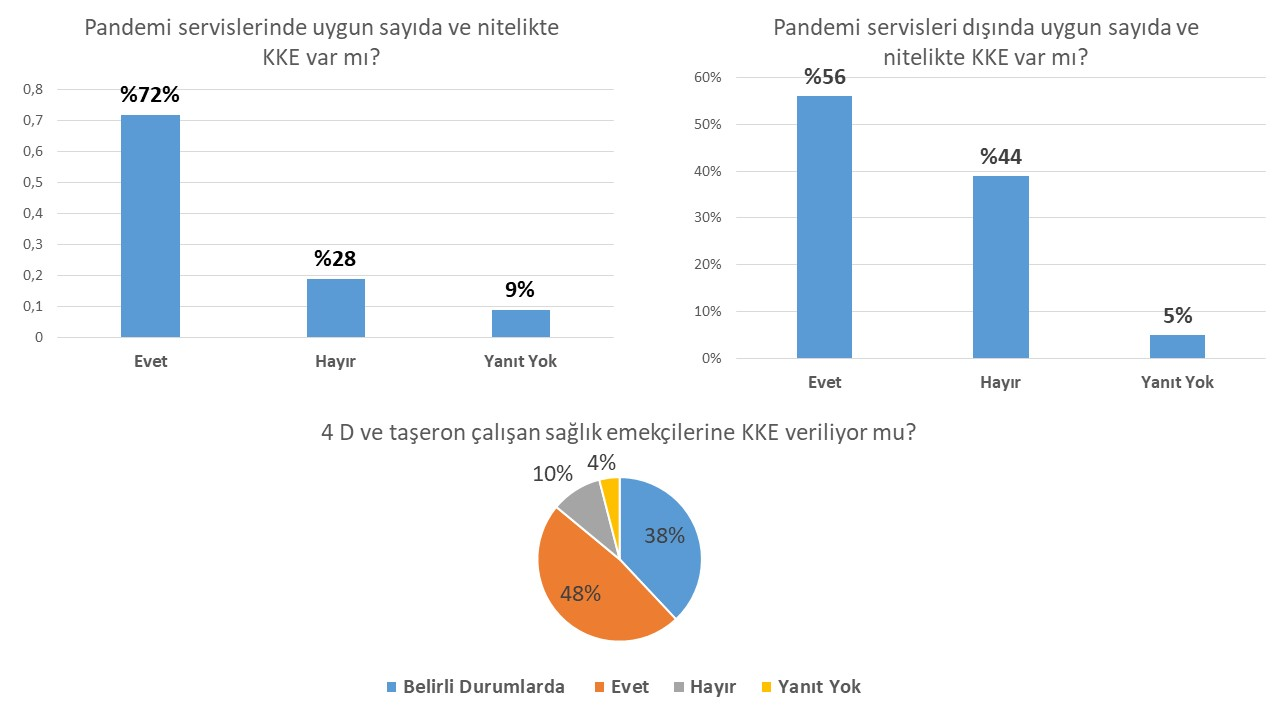 Pandemi servislerinde uygun sayıda ve nitelikte
KKE var mı?
0,8
0,7
0,6
0,5
0,4
0,3
0,2
0,1
0
%72%
%28
9%
Evet
Hayır
Yanıt Yok
Pandemi servisleri dışında uygun sayıda ve
nitelikte KKE var mı?
60%
50%
40%
30%
20%
10%
0%
%56
%44
5%
Evet
Hayır
Yanıt Yok
4 D ve taşeron çalışan sağlık emekçilerine KKE veriliyor mu?
4%
10%
38%
48%
Belirli Durumlarda
Evet
Hayır
Yanıt Yok